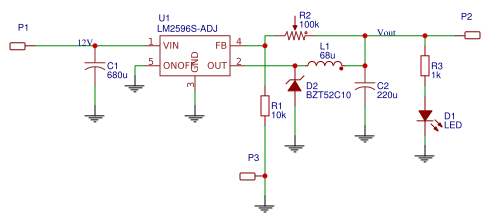 P1
12V
C1
680u
U1
LM2596S-ADJ
1
VIN
FB
4
5
ONOFF
GND
OUT
2
3
R2
100k
L1
68u
Vout
P2
R3
1k
D2
BZT52C10
C2
220u
R1
10k
D1
LED
P3